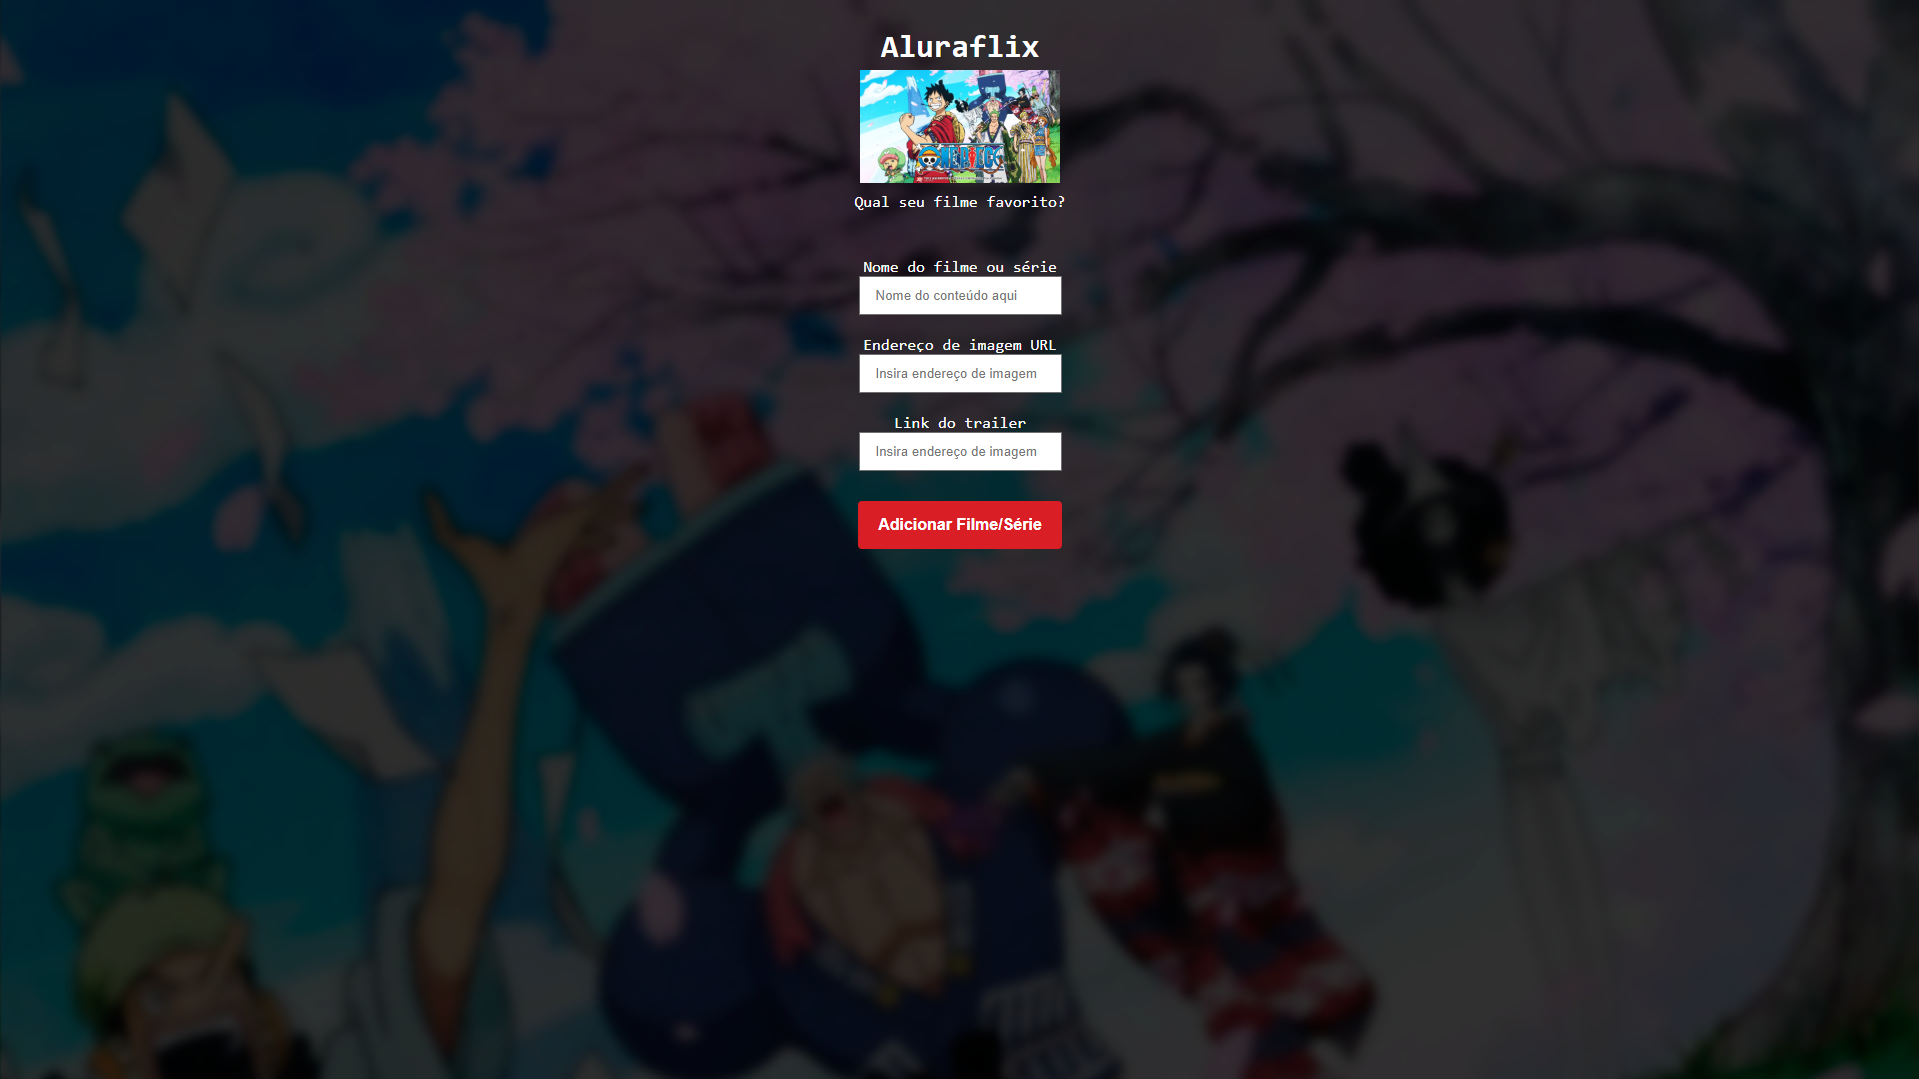 Aluraflix
ONE PIECE
Qual seu filme favorito?
Nome do filme ou série
Nome do conteúdo aqui
Endereço de imagem URL
Insira endereço de imagem
Link do trailer
Insira endereço de imagem
Adicionar Filme/Série